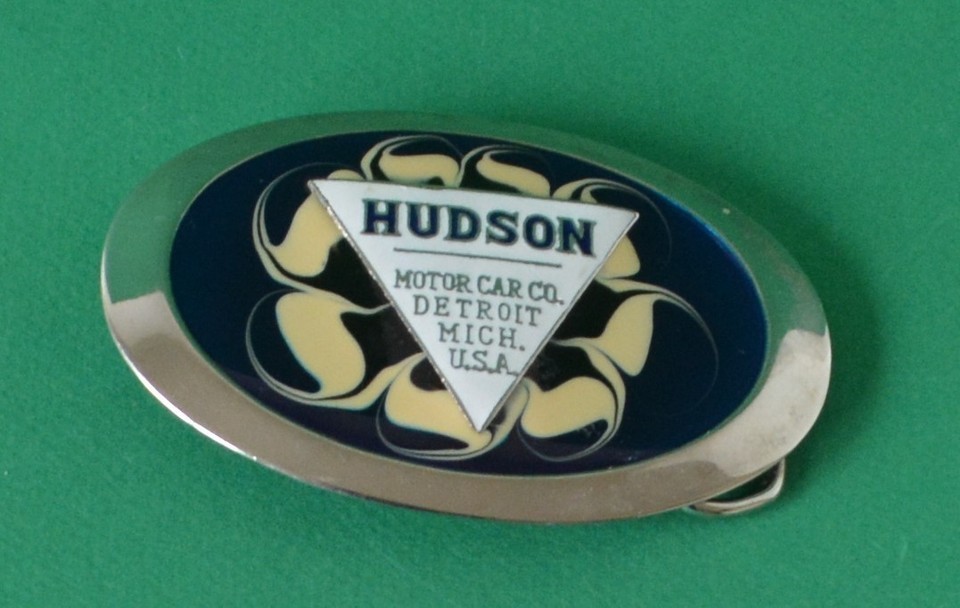 HUDSON
MOTOR CAR CO.
DETROIT
MICH.
U.S.A.